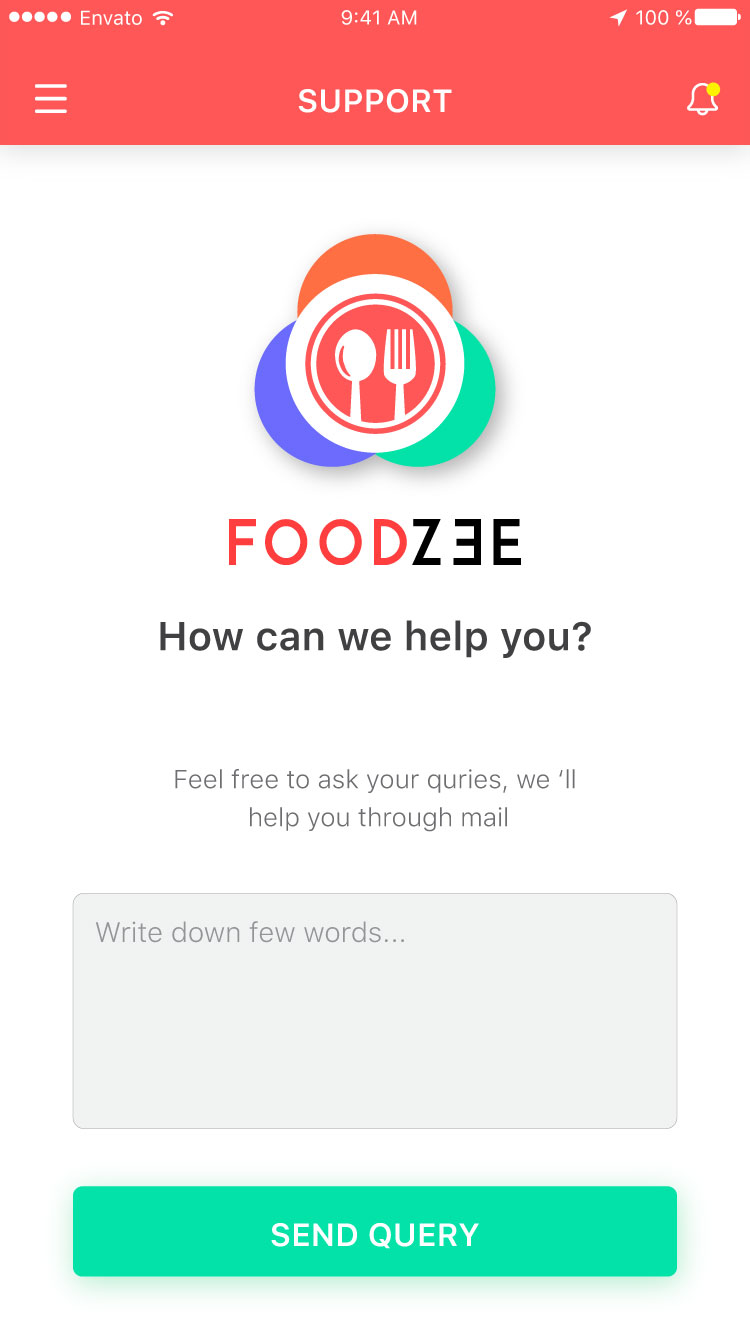 Envato 9:41 AM 100 %
SUPPORT
FOODZEE
How can we help you?
Feel free to ask your quries, we ‘ll
help you through mail
Write down few words...
SEND QUERY